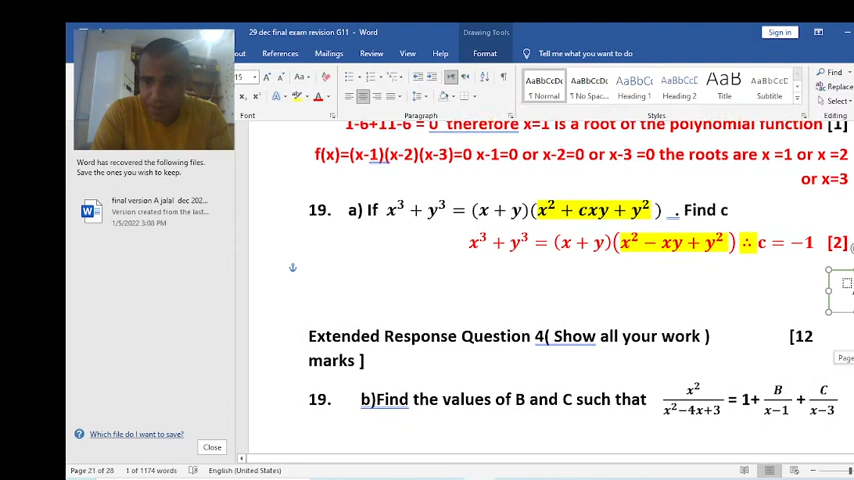 29 dec final exam revision G11 - Word
Drawing Tools
Sign in
out References Mailings Review View Help Format Tell me what you want to do
15 Aa
AaBbCcDc AaBbCcDc AaBbCc AaBbCcC AaB AaBbCcD
¶ Normal ¶ No Spac... Heading 1 Heading 2 Title Subtitle
Find
Replace
Select
Font Paragraph Styles
Word has recovered the following files.
Save the ones you wish to keep.
final version A jalal dec 202...
Version created from the last...
1/5/2022 3:08 PM
1-6+11-6 = 0 therefore x=1 is a root of the polynomial function [1]
f(x)=(x-1)(x-2)(x-3)=0 x-1=0 or x-2=0 or x-3 =0 the roots are x =1 or x =2
or x=3
19. a) If x³ + y³ = (x + y)(x² + cxy + y² ) . Find c
x³ + y³ = (x + y)(x² − xy + y² ) ∴ c = −1 [2]
Extended Response Question 4( Show all your work ) [12
marks ]
Page
19. b)Find the values of B and C such that x²/(x²−4x+3) = 1+ B/(x−1) + C/(x−3)
Which file do I want to save?
Close
Page 21 of 28 1 of 1174 words English (United States)